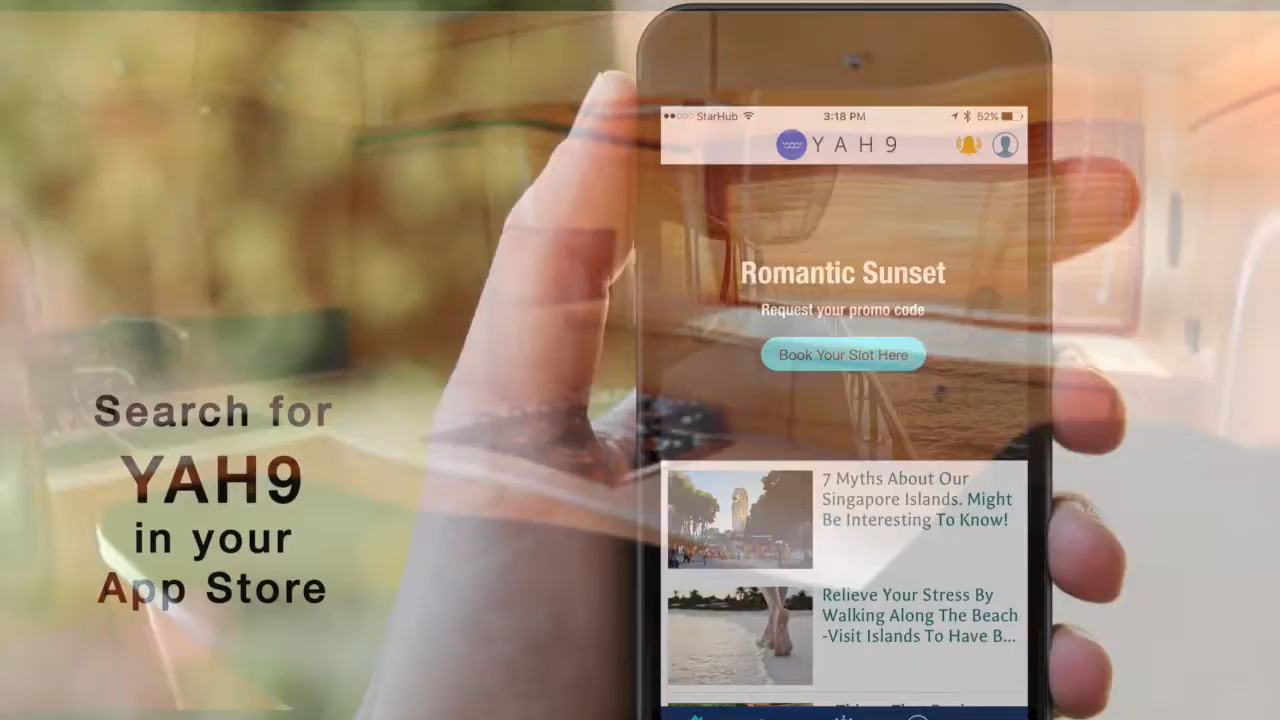 StarHub 3:18 PM 52%
YAH9
Romantic Sunset
Request your promo code
Book Your Slot Here
Search for
YAH9
in your
App Store
7 Myths About Our
Singapore Islands. Might
Be Interesting To Know!
Relieve Your Stress By
Walking Along The Beach
-Visit Islands To Have B...